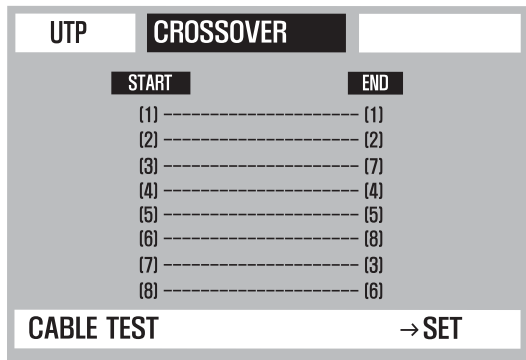 UTP CROSSOVER
START END
(1) -------------------- (1)
(2) -------------------- (2)
(3) -------------------- (7)
(4) -------------------- (4)
(5) -------------------- (5)
(6) -------------------- (8)
(7) -------------------- (3)
(8) -------------------- (6)
CABLE TEST →SET